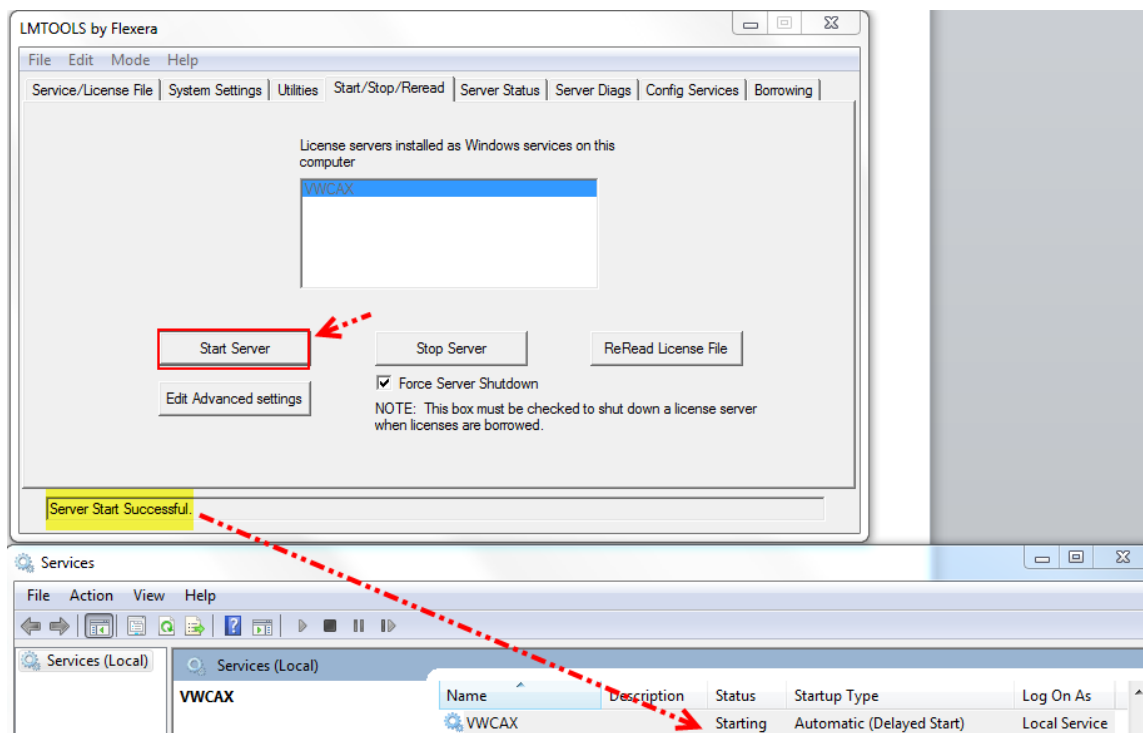 LMTOOLS by Flexera
File Edit Mode Help
Service/License File System Settings Utilities Start/Stop/Reread Server Status Server Diags Config Services Borrowing
License servers installed as Windows services on this
computer
VWCAX
Start Server Stop Server ReRead License File
Edit Advanced settings
Force Server Shutdown
NOTE: This box must be checked to shut down a license server
when licenses are borrowed.
Server Start Successful.
Services
File Action View Help
Services (Local) Services (Local)
VWCAX
Name Description Status Startup Type Log On As
VWCAX Starting Automatic (Delayed Start) Local Service